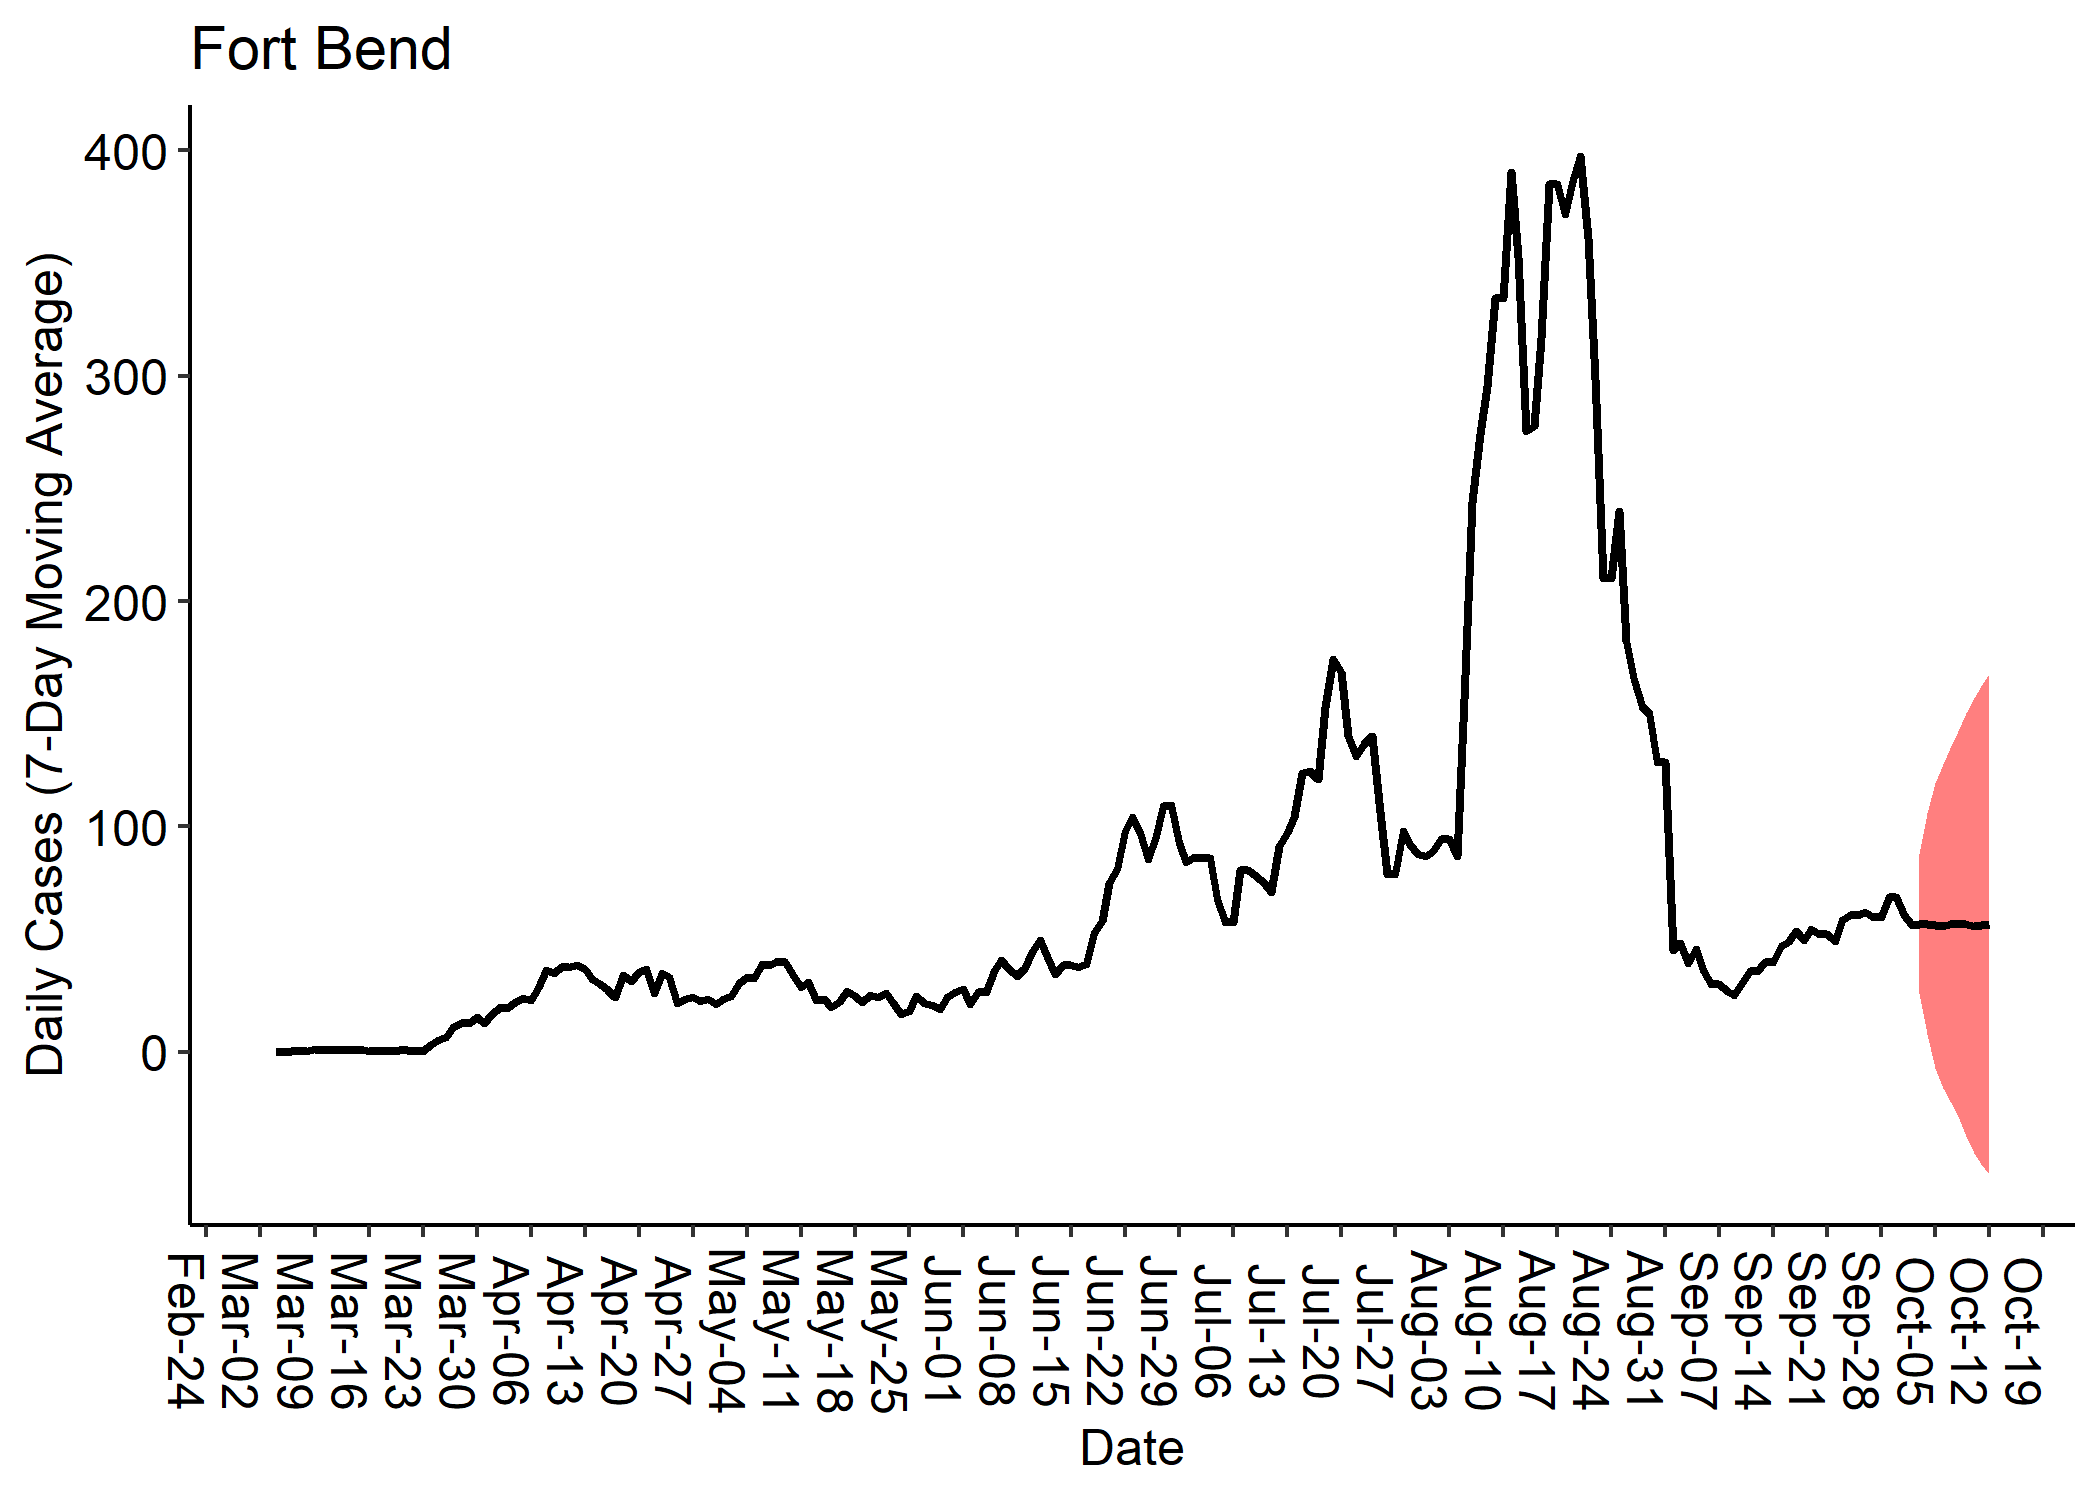 Fort Bend
Daily Cases (7-Day Moving Average)
400
300
200
100
0
Feb-24
Mar-02
Mar-09
Mar-16
Mar-23
Mar-30
Apr-06
Apr-13
Apr-20
Apr-27
May-04
May-11
May-18
May-25
Jun-01
Jun-08
Jun-15
Jun-22
Jun-29
Jul-06
Jul-13
Jul-20
Jul-27
Aug-03
Aug-10
Aug-17
Aug-24
Aug-31
Sep-07
Sep-14
Sep-21
Sep-28
Oct-05
Oct-12
Oct-19
Date